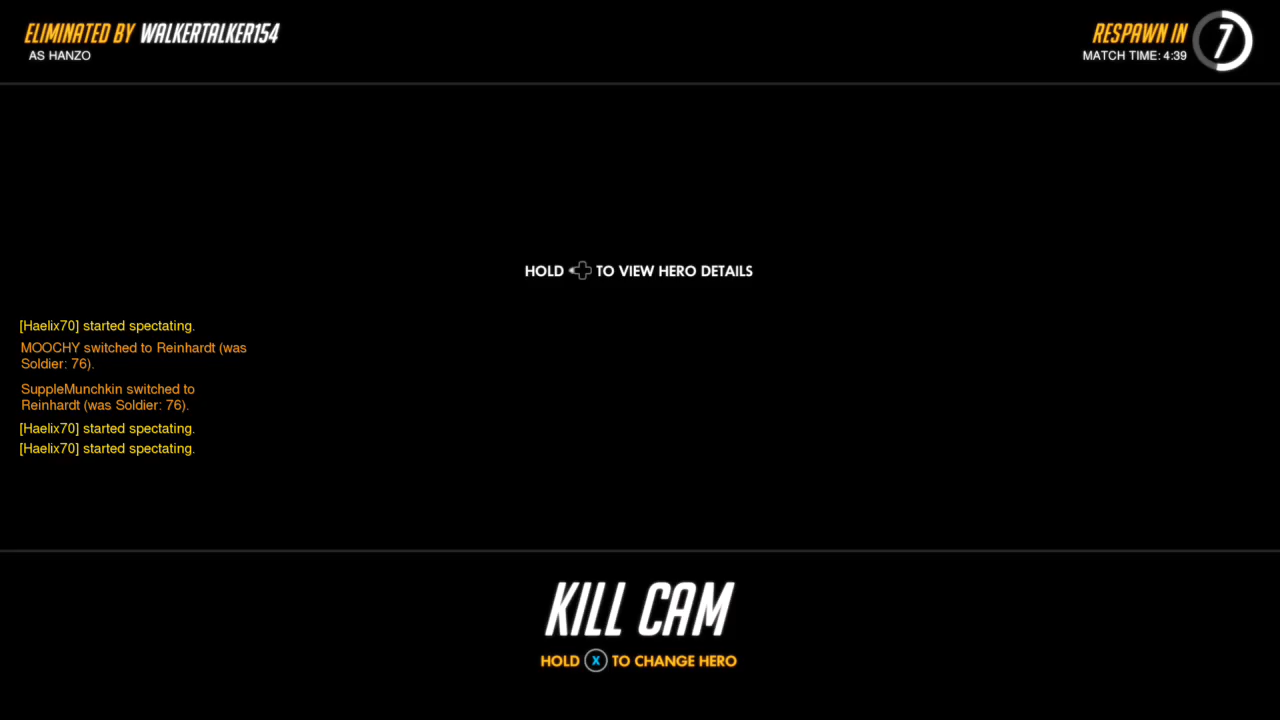 ELIMINATED BY WALKERTALKER154
AS HANZO
RESPAWN IN
MATCH TIME: 4:39
7
HOLD TO VIEW HERO DETAILS
[Haelix70] started spectating.
MOOCHY switched to Reinhardt (was
Soldier: 76).
SuppleMunchkin switched to
Reinhardt (was Soldier: 76).
[Haelix70] started spectating.
[Haelix70] started spectating.
KILL CAM
HOLD X TO CHANGE HERO